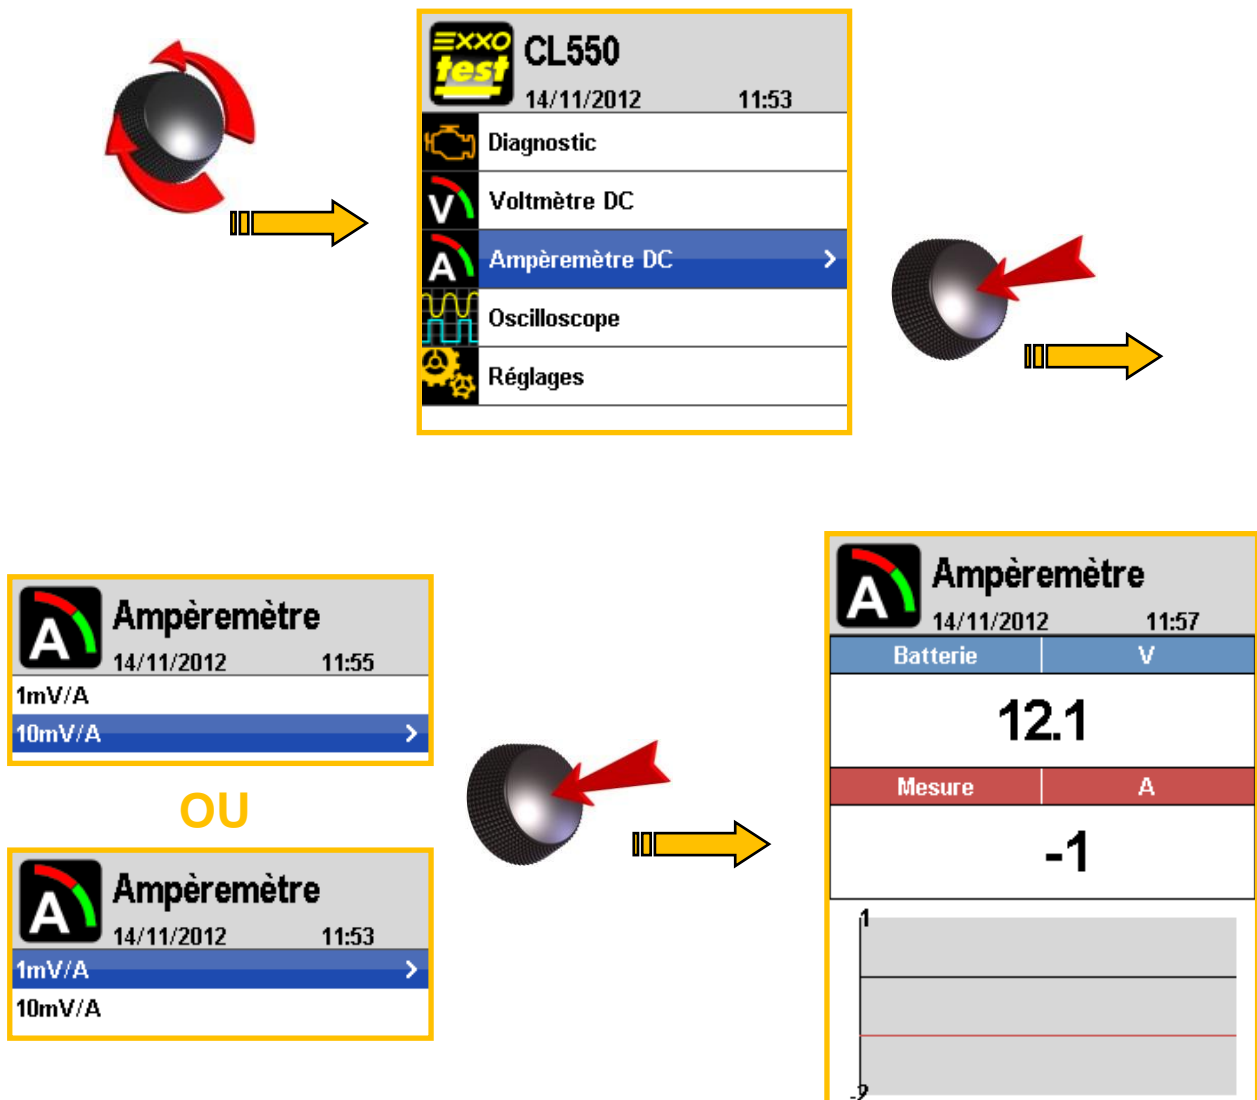 EXXO
test
CL550
14/11/2012 11:53
Diagnostic
V
Voltmètre DC
A
Ampèremètre DC >
Oscilloscope
Réglages
A
Ampèremètre
14/11/2012 11:55
1mV/A
10mV/A >
OU
A
Ampèremètre
14/11/2012 11:53
1mV/A >
10mV/A
A
Ampèremètre
14/11/2012 11:57
Batterie V
12.1
Mesure A
-1
1
-2